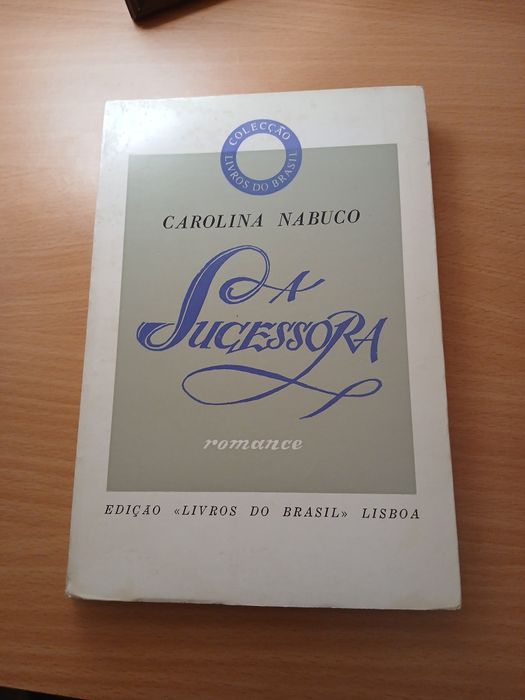 COLECÇÃO
LIVROS DO BRASIL
CAROLINA NABUCO
A
SUCESSORA
romance
EDIÇÃO «LIVROS DO BRASIL» LISBOA